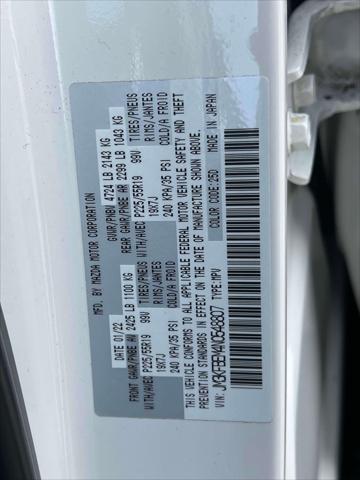 MFD. BY MAZDA MOTOR CORPORATION
DATE: 01/22 GVWR/PNBV 4724 LB 2143 KG
FRONT GAWR/PNBE AV 2425 LB 1100 KG REAR GAWR/PNBE AR 2299 LB 1043 KG
WITH/AVEC TIRES/PNEUS WITH/AVEC TIRES/PNEUS
P225/55R19 99V RIMS/JANTES P225/55R19 99V RIMS/JANTES
19X7J COLD/A FROID 19X7J COLD/A FROID
240 KPA/35 PSI 240 KPA/35 PSI
THIS VEHICLE CONFORMS TO ALL APPLICABLE FEDERAL MOTOR VEHICLE SAFETY AND THEFT
PREVENTION STANDARDS IN EFFECT ON THE DATE OF MANUFACTURE SHOWN ABOVE.
VIN: TYPE: MPV MADE IN JAPAN
COLOR CODE: 25D